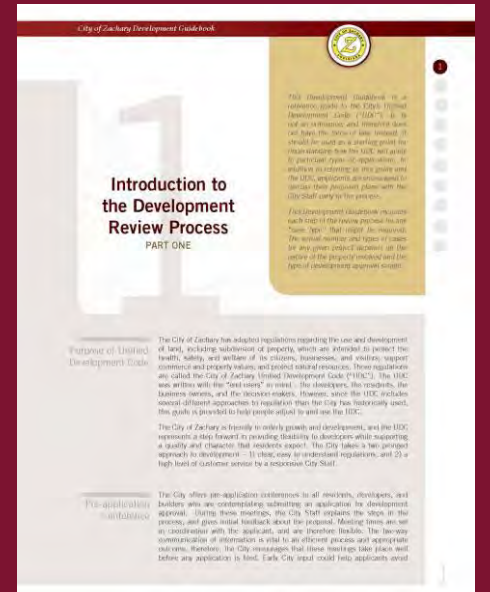 City of Zachary Development Guidebook
CITY OF ZACHARY
Z
LOUISIANA
1
This Development Guidebook is a
reference guide to the City's Unified
Development Code ("UDC"). It is
not an ordinance and therefore does
not have the force of law. Instead, it
should be used as a starting point for
understanding how the UDC will apply
to particular types of applications. In
addition to referring to this guide and
the UDC, applicants are encouraged to
discuss their proposed plans with the
City Staff early in the process.
This Development Guidebook includes
each step in the review process for any
"case type" that might be required.
The actual number and types of cases
for any given project depends on the
nature of the property involved and the
type of development approval sought.
1
Introduction to
the Development
Review Process
PART ONE
Purpose of Unified
Development Code
The City of Zachary has adopted regulations regarding the use and development
of land, including subdivision of property, which are intended to protect the
health, safety, and welfare of its citizens, businesses, and visitors, support
commerce and property values, and protect natural resources. These regulations
are called the City of Zachary Unified Development Code ("UDC"). The UDC
was written with the "end users" in mind - the developers, the residents, the
business owners, and the decision-makers. However, since the UDC includes
several different approaches to regulation than the City has historically used,
this guide is provided to help people adjust to and use the UDC.
The City of Zachary is friendly to orderly growth and development, and the UDC
represents a step forward in providing flexibility to developers while supporting
a quality and character that residents expect. The City takes a two pronged
approach to development – 1) clear, easy to understand regulations, and 2) a
high level of customer service by a responsive City Staff.
Pre-application
Conference
The City offers pre-application conferences to all residents, developers, and
builders who are contemplating submitting an application for development
approval. During these meetings, the City Staff explains the steps in the
process, and gives initial feedback about the proposal. Meeting times are set
in coordination with the applicant, and are therefore flexible. The two-way
communication of information is vital to an efficient process and appropriate
outcome, therefore, the City encourages that these meetings take place well
before any application is filed. Early City input could help applicants avoid